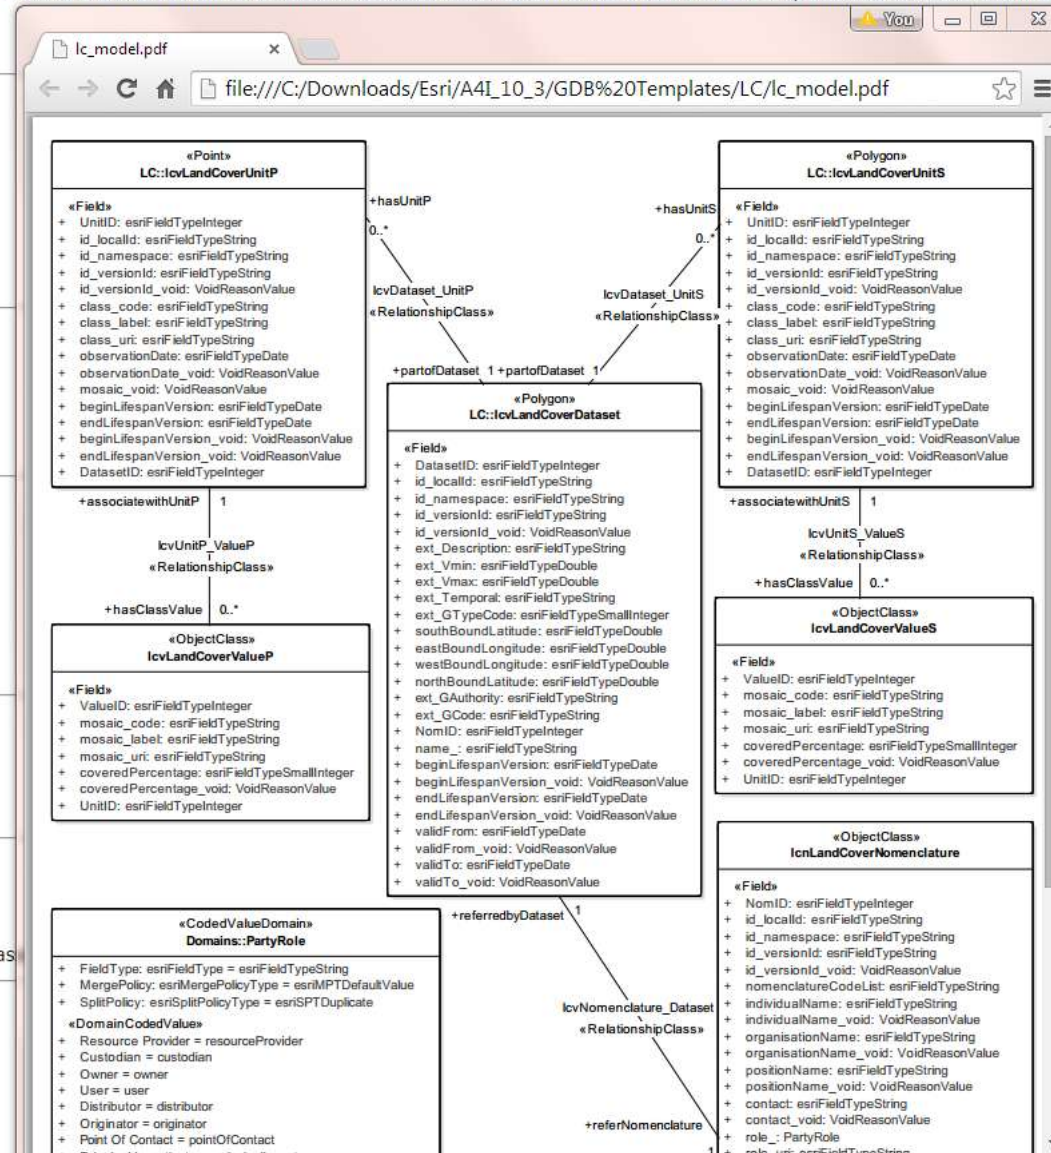 You
lc_model.pdf
file:///C:/Downloads/Esri/A4I_10_3/GDB%20Templates/LC/lc_model.pdf
«Point»
LC::lcvLandCoverUnitP
«Field»
+ UnitID: esriFieldTypeInteger
+ id_localId: esriFieldTypeString
+ id_namespace: esriFieldTypeString
+ id_versionId: esriFieldTypeString
+ id_versionId_void: VoidReasonValue
+ class_code: esriFieldTypeString
+ class_label: esriFieldTypeString
+ class_uri: esriFieldTypeString
+ observationDate: esriFieldTypeDate
+ observationDate_void: VoidReasonValue
+ mosaic_void: VoidReasonValue
+ beginLifespanVersion: esriFieldTypeDate
+ endLifespanVersion: esriFieldTypeDate
+ beginLifespanVersion_void: VoidReasonValue
+ endLifespanVersion_void: VoidReasonValue
+ DatasetID: esriFieldTypeInteger
+hasUnitP
0..*
lcvDataset_UnitP
«RelationshipClass»
+partofDataset 1
+hasUnitS
0..*
lcvDataset_UnitS
«RelationshipClass»
+partofDataset 1
«Polygon»
LC::lcvLandCoverUnitS
«Field»
+ UnitID: esriFieldTypeInteger
+ id_localId: esriFieldTypeString
+ id_namespace: esriFieldTypeString
+ id_versionId: esriFieldTypeString
+ id_versionId_void: VoidReasonValue
+ class_code: esriFieldTypeString
+ class_label: esriFieldTypeString
+ class_uri: esriFieldTypeString
+ observationDate: esriFieldTypeDate
+ observationDate_void: VoidReasonValue
+ mosaic_void: VoidReasonValue
+ beginLifespanVersion: esriFieldTypeDate
+ endLifespanVersion: esriFieldTypeDate
+ beginLifespanVersion_void: VoidReasonValue
+ endLifespanVersion_void: VoidReasonValue
+ DatasetID: esriFieldTypeInteger
«Polygon»
LC::lcvLandCoverDataset
«Field»
+ DatasetID: esriFieldTypeInteger
+ id_localId: esriFieldTypeString
+ id_namespace: esriFieldTypeString
+ id_versionId: esriFieldTypeString
+ id_versionId_void: VoidReasonValue
+ ext_Description: esriFieldTypeString
+ ext_Vmin: esriFieldTypeDouble
+ ext_Vmax: esriFieldTypeDouble
+ ext_Temporal: esriFieldTypeString
+ ext_GTypeCode: esriFieldTypeSmallInteger
+ southBoundLatitude: esriFieldTypeDouble
+ eastBoundLongitude: esriFieldTypeDouble
+ westBoundLongitude: esriFieldTypeDouble
+ northBoundLatitude: esriFieldTypeDouble
+ ext_GAuthority: esriFieldTypeString
+ ext_GCode: esriFieldTypeString
+ NomID: esriFieldTypeInteger
+ name_: esriFieldTypeString
+ beginLifespanVersion: esriFieldTypeDate
+ beginLifespanVersion_void: VoidReasonValue
+ endLifespanVersion: esriFieldTypeDate
+ endLifespanVersion_void: VoidReasonValue
+ validFrom: esriFieldTypeDate
+ validFrom_void: VoidReasonValue
+ validTo: esriFieldTypeDate
+ validTo_void: VoidReasonValue
+associatewithUnitP 1
lcvUnitP_ValueP
«RelationshipClass»
+hasClassValue 0..*
«ObjectClass»
lcvLandCoverValueP
«Field»
+ ValueID: esriFieldTypeInteger
+ mosaic_code: esriFieldTypeString
+ mosaic_label: esriFieldTypeString
+ mosaic_uri: esriFieldTypeString
+ coveredPercentage: esriFieldTypeSmallInteger
+ coveredPercentage_void: VoidReasonValue
+ UnitID: esriFieldTypeInteger
+associatewithUnitS 1
lcvUnitS_ValueS
«RelationshipClass»
+hasClassValue 0..*
«ObjectClass»
lcvLandCoverValueS
«Field»
+ ValueID: esriFieldTypeInteger
+ mosaic_code: esriFieldTypeString
+ mosaic_label: esriFieldTypeString
+ mosaic_uri: esriFieldTypeString
+ coveredPercentage: esriFieldTypeSmallInteger
+ coveredPercentage_void: VoidReasonValue
+ UnitID: esriFieldTypeInteger
«CodedValueDomain»
Domains::PartyRole
+ FieldType: esriFieldType = esriFieldTypeString
+ MergePolicy: esriMergePolicyType = esriMPTDefaultValue
+ SplitPolicy: esriSplitPolicyType = esriSPTDuplicate
«DomainCodedValue»
+ Resource Provider = resourceProvider
+ Custodian = custodian
+ Owner = owner
+ User = user
+ Distributor = distributor
+ Originator = originator
+ Point Of Contact = pointOfContact
+referredbyDataset 1
lcvNomenclature_Dataset
«RelationshipClass»
+referNomenclature
1
«ObjectClass»
lcnLandCoverNomenclature
«Field»
+ NomID: esriFieldTypeInteger
+ id_localId: esriFieldTypeString
+ id_namespace: esriFieldTypeString
+ id_versionId: esriFieldTypeString
+ id_versionId_void: VoidReasonValue
+ nomenclatureCodeList: esriFieldTypeString
+ individualName: esriFieldTypeString
+ individualName_void: VoidReasonValue
+ organisationName: esriFieldTypeString
+ organisationName_void: VoidReasonValue
+ positionName: esriFieldTypeString
+ positionName_void: VoidReasonValue
+ contact: esriFieldTypeString
+ contact_void: VoidReasonValue
+ role_: PartyRole
+ role_uri: esriFieldTypeString